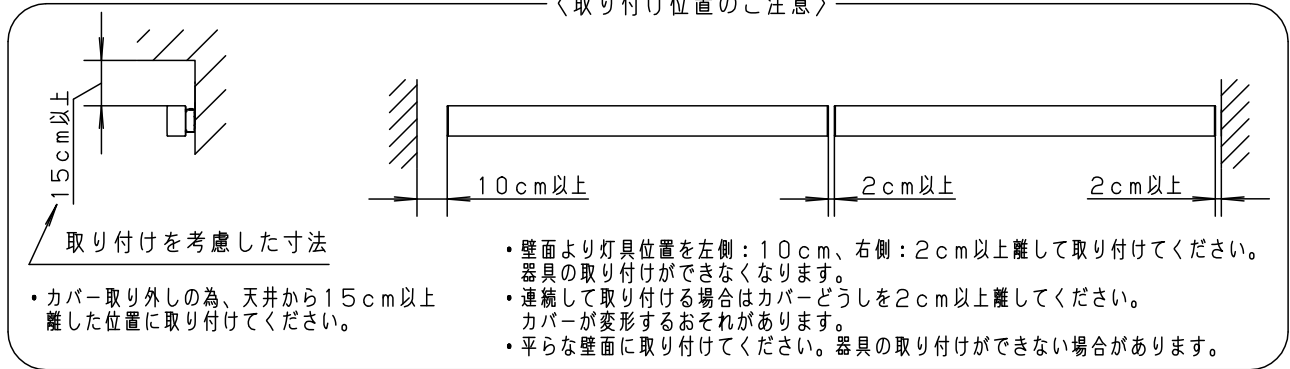 〈取り付け位置のご注意〉
15cm以上
取り付けを考慮した寸法
・カバー取り外しの為、天井から15cm以上
離した位置に取り付けてください。
10cm以上
2cm以上
2cm以上
・壁面より灯具位置を左側：10cm、右側：2cm以上離して取り付けてください。
器具の取り付けができなくなります。
・連続して取り付ける場合はカバーどうしを2cm以上離してください。
カバーが変形するおそれがあります。
・平らな壁面に取り付けてください。器具の取り付けができない場合があります。